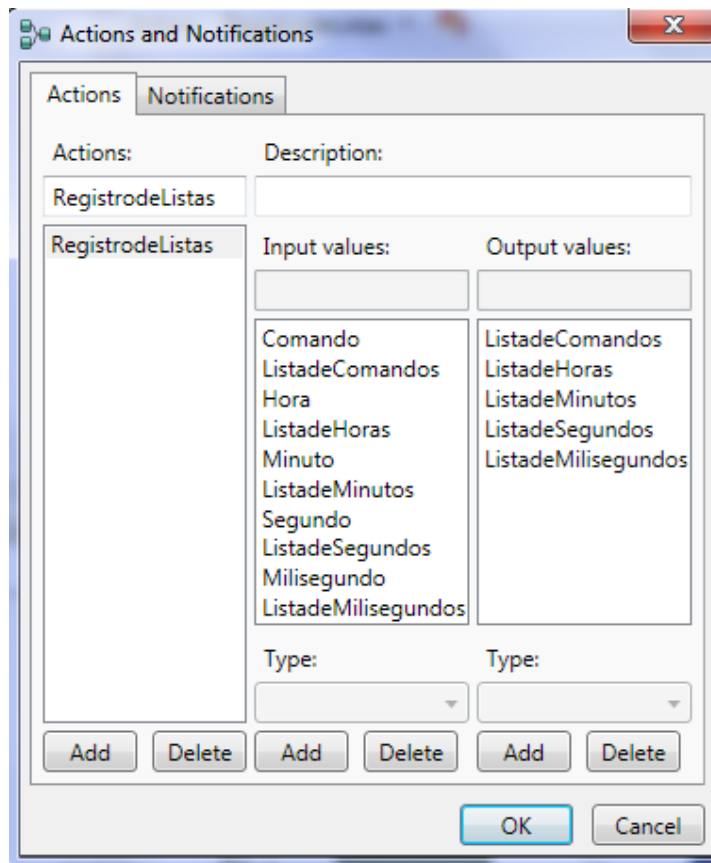 Actions and Notifications
Actions
Notifications
Actions:
Description:
RegistrodeListas
RegistrodeListas
Input values:
Output values:
Comando
ListadeComandos
Hora
ListadeHoras
Minuto
ListadeMinutos
Segundo
ListadeSegundos
Milisegundo
ListadeMilisegundos
ListadeComandos
ListadeHoras
ListadeMinutos
ListadeSegundos
ListadeMilisegundos
Type:
Type:
Add
Delete
Add
Delete
Add
Delete
OK
Cancel